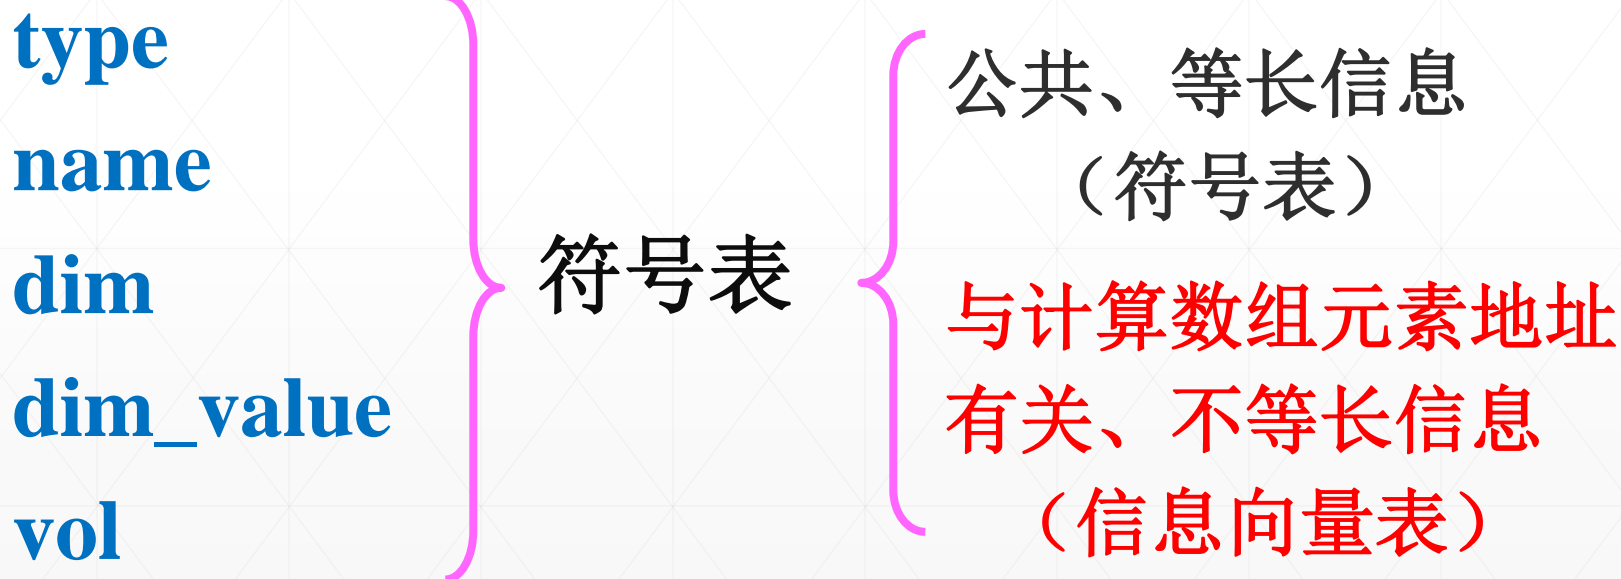 type
name
dim
dim_value
vol
符号表
公共、等长信息
（符号表）
与计算数组元素地址
有关、不等长信息
（信息向量表）